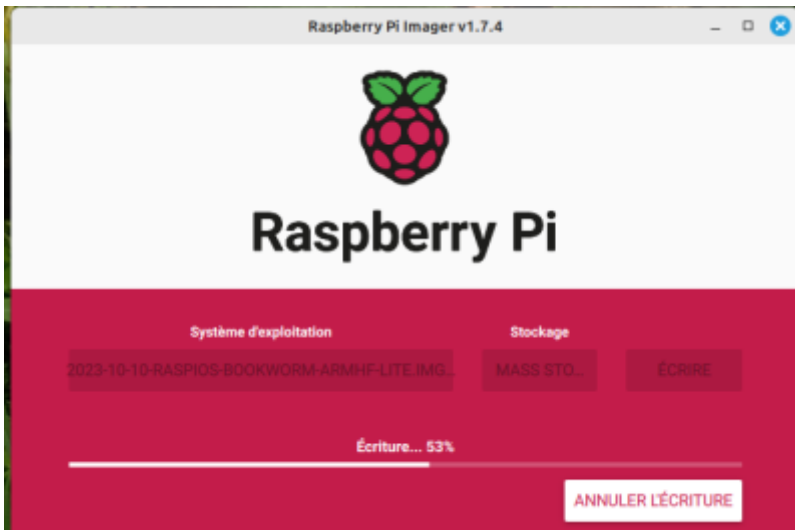 Raspberry Pi Imager v1.7.4
Raspberry Pi
Système d'exploitation Stockage
2023-10-10-RASPIOS-BOOKWORM-ARMHF-LITE.IMG... MASS STO... ÉCRIRE
Écriture... 53%
ANNULER L'ÉCRITURE